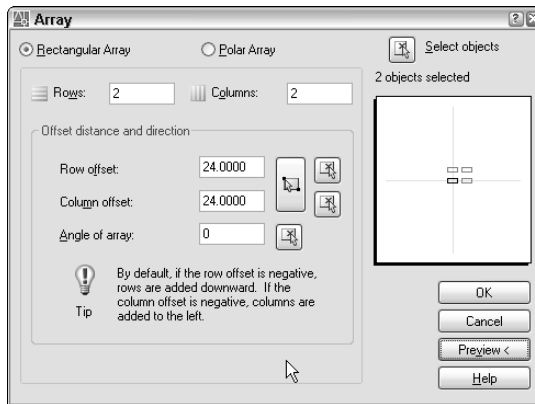 Array
Rectangular Array
Polar Array
Select objects
Rows: 2
Columns: 2
2 objects selected
Offset distance and direction
Row offset: 24.0000
Column offset: 24.0000
Angle of array: 0
Tip
By default, if the row offset is negative,
rows are added downward. If the
column offset is negative, columns are
added to the left.
OK
Cancel
Preview <
Help